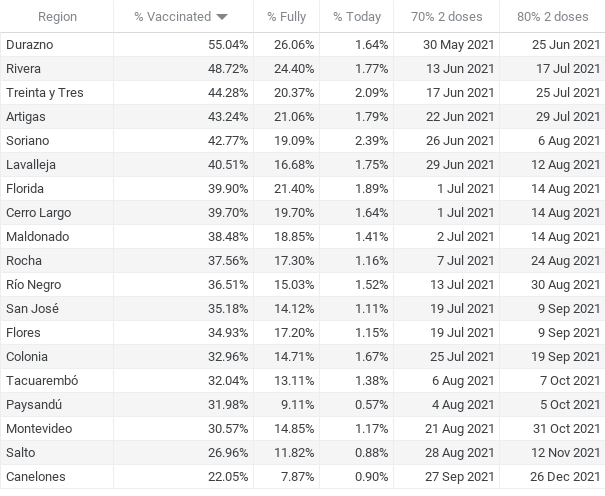 Region % Vaccinated % Fully % Today 70% 2 doses 80% 2 doses
Durazno 55.04% 26.06% 1.64% 30 May 2021 25 Jun 2021
Rivera 48.72% 24.40% 1.77% 13 Jun 2021 17 Jul 2021
Treinta y Tres 44.28% 20.37% 2.09% 17 Jun 2021 25 Jul 2021
Artigas 43.24% 21.06% 1.79% 22 Jun 2021 29 Jul 2021
Soriano 42.77% 19.09% 2.39% 26 Jun 2021 6 Aug 2021
Lavalleja 40.51% 16.68% 1.75% 29 Jun 2021 12 Aug 2021
Florida 39.90% 21.40% 1.89% 1 Jul 2021 14 Aug 2021
Cerro Largo 39.70% 19.70% 1.64% 1 Jul 2021 14 Aug 2021
Maldonado 38.48% 18.85% 1.41% 2 Jul 2021 14 Aug 2021
Rocha 37.56% 17.30% 1.16% 7 Jul 2021 24 Aug 2021
Río Negro 36.51% 15.03% 1.52% 13 Jul 2021 30 Aug 2021
San José 35.18% 14.12% 1.11% 19 Jul 2021 9 Sep 2021
Flores 34.93% 17.20% 1.15% 19 Jul 2021 9 Sep 2021
Colonia 32.96% 14.71% 1.67% 25 Jul 2021 19 Sep 2021
Tacuarembó 32.04% 13.11% 1.38% 6 Aug 2021 7 Oct 2021
Paysandú 31.98% 9.11% 0.57% 4 Aug 2021 5 Oct 2021
Montevideo 30.57% 14.85% 1.17% 21 Aug 2021 31 Oct 2021
Salto 26.96% 11.82% 0.88% 28 Aug 2021 12 Nov 2021
Canelones 22.05% 7.87% 0.90% 27 Sep 2021 26 Dec 2021